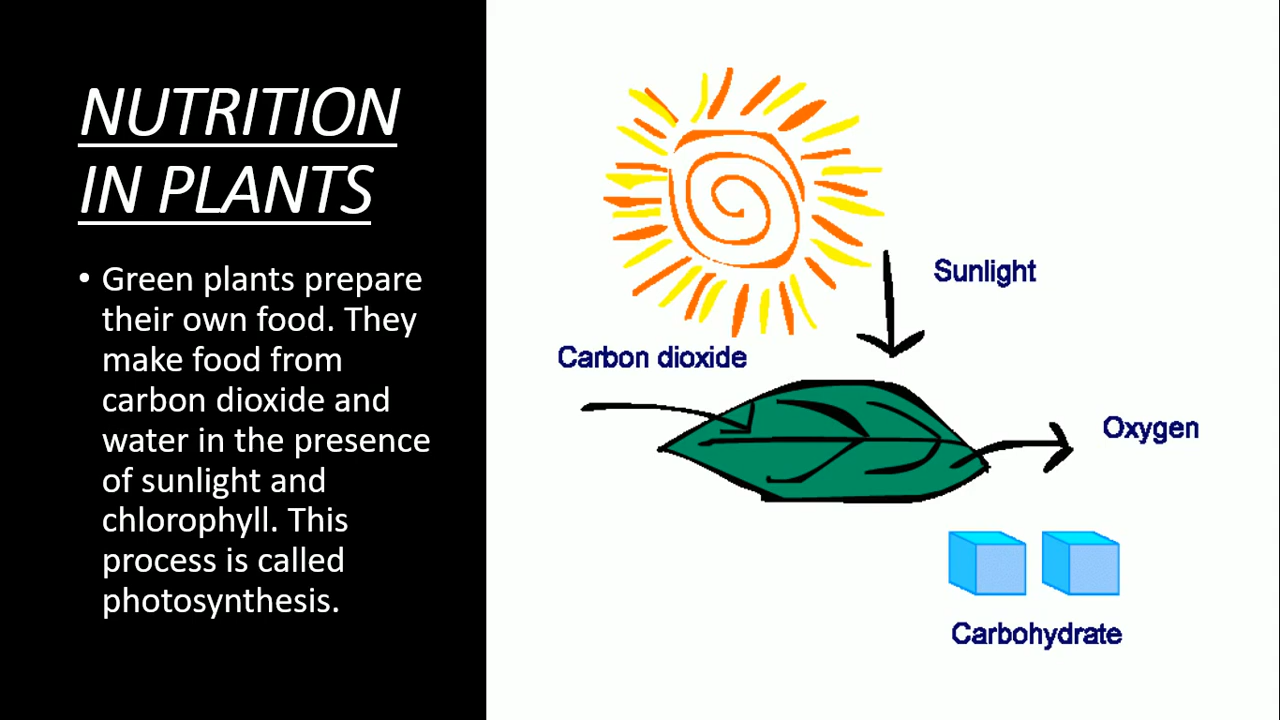 NUTRITION
IN PLANTS
• Green plants prepare
their own food. They
make food from
carbon dioxide and
water in the presence
of sunlight and
chlorophyll. This
process is called
photosynthesis.
Sunlight
Carbon dioxide
Oxygen
Carbohydrate